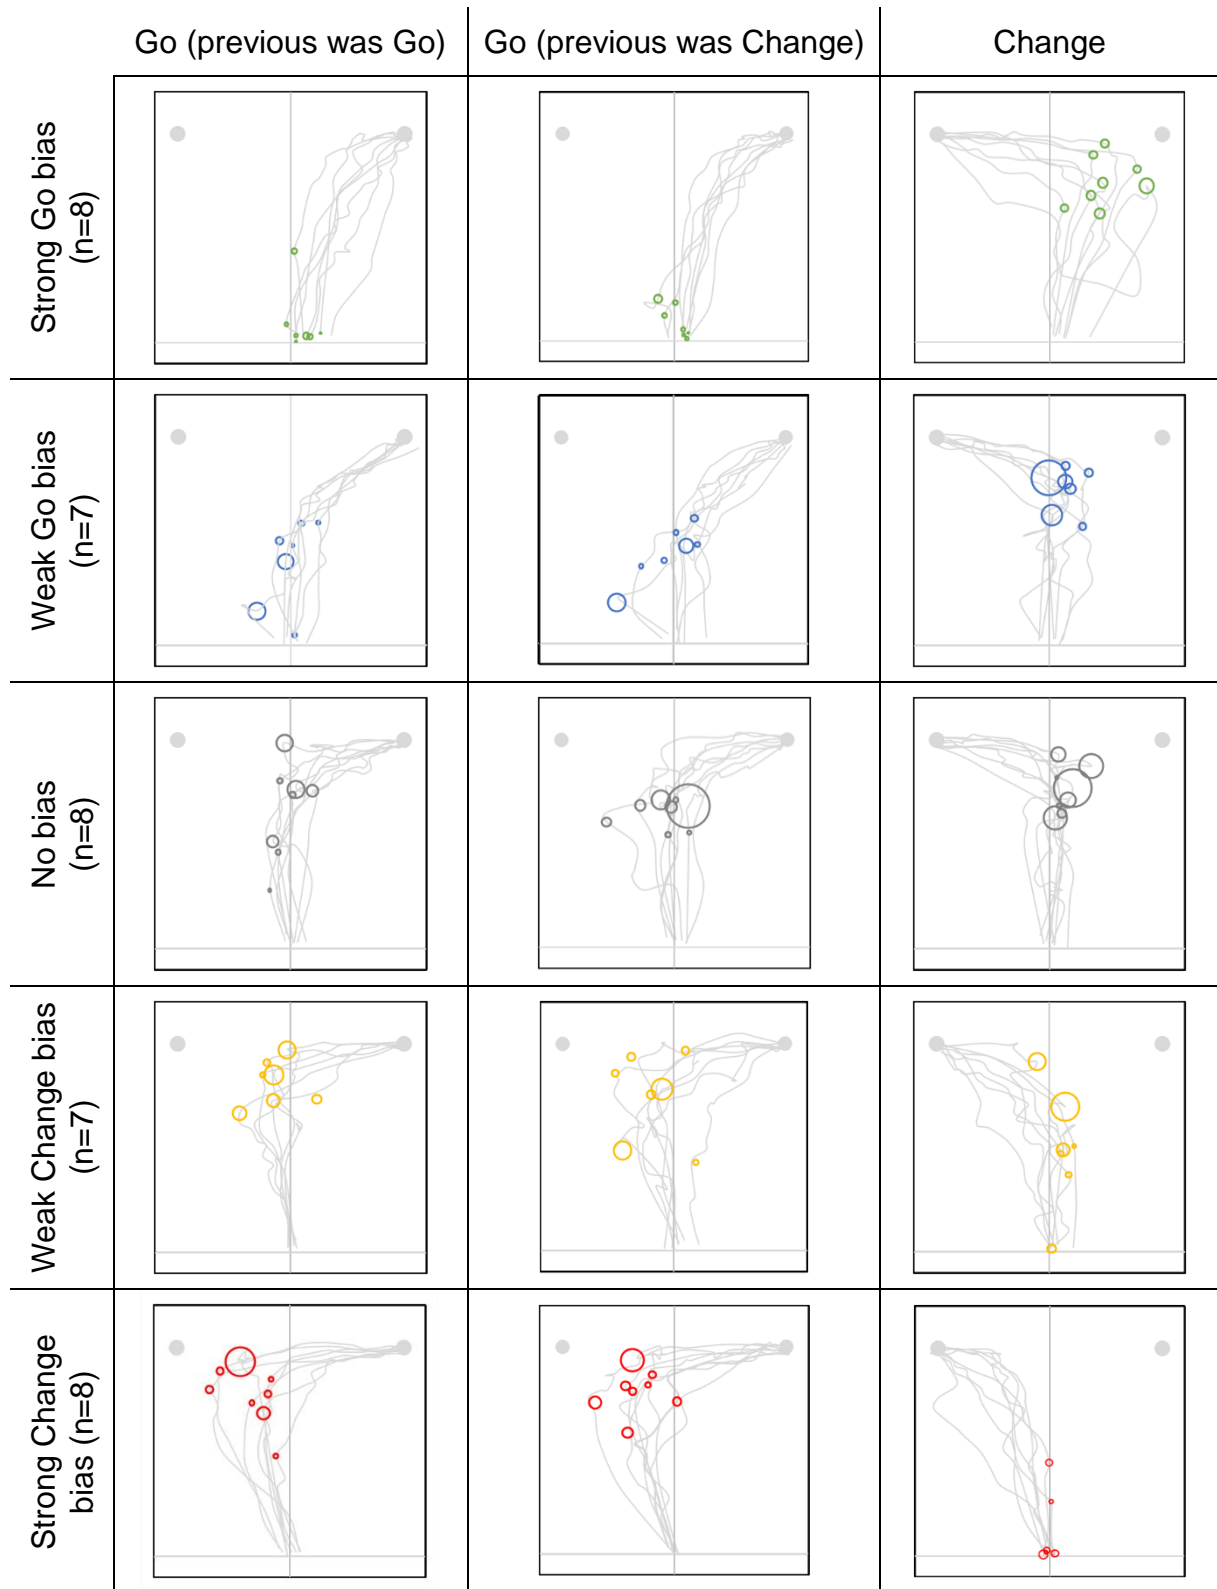 Go (previous was Go)
Go (previous was Change)
Change
Strong Go bias
(n=8)
Weak Go bias
(n=7)
No bias
(n=8)
Weak Change bias
(n=7)
Strong Change
bias (n=8)